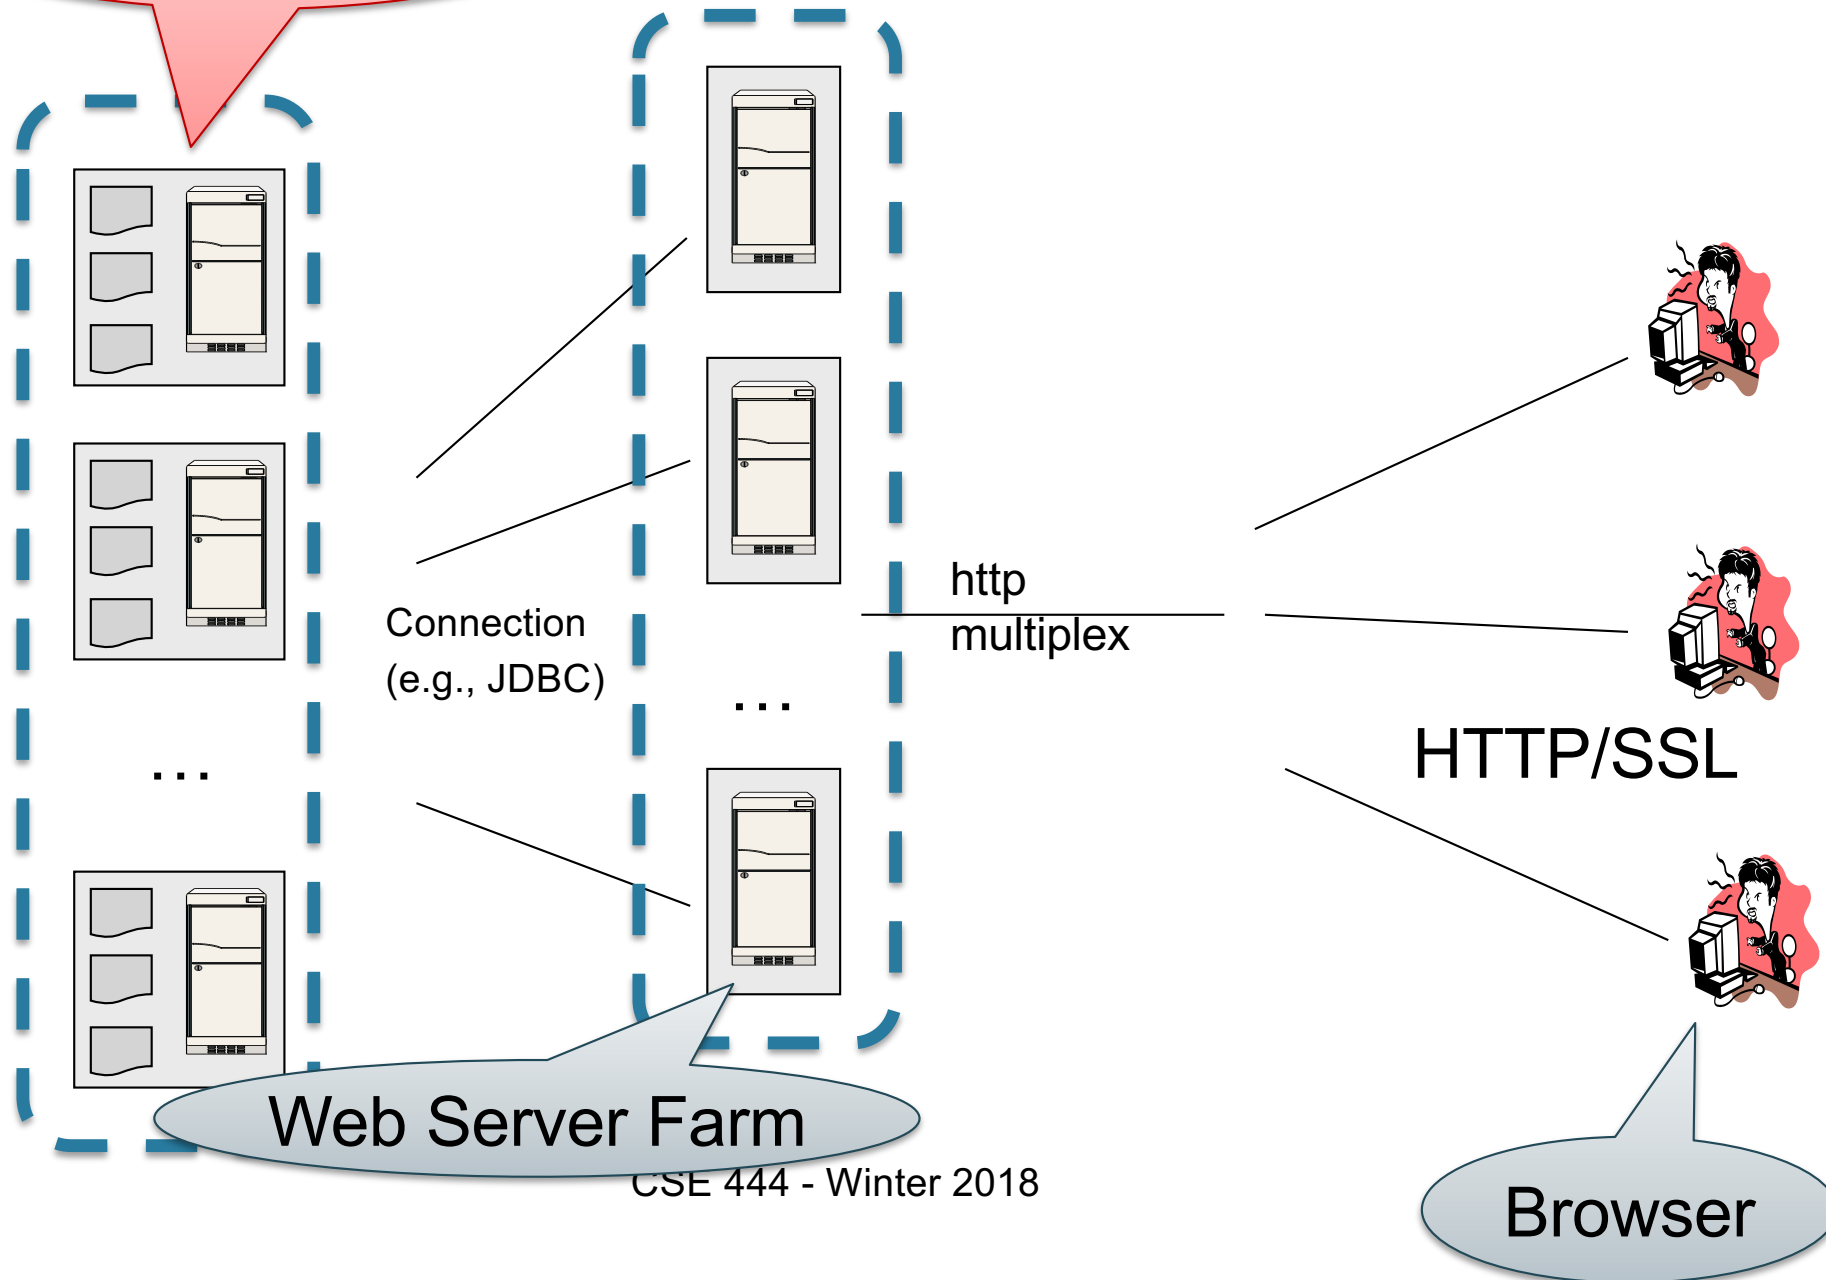 http
multiplex
Connection
(e.g., JDBC)
...
...
HTTP/SSL
Web Server Farm
CSE 444 - Winter 2018
Browser